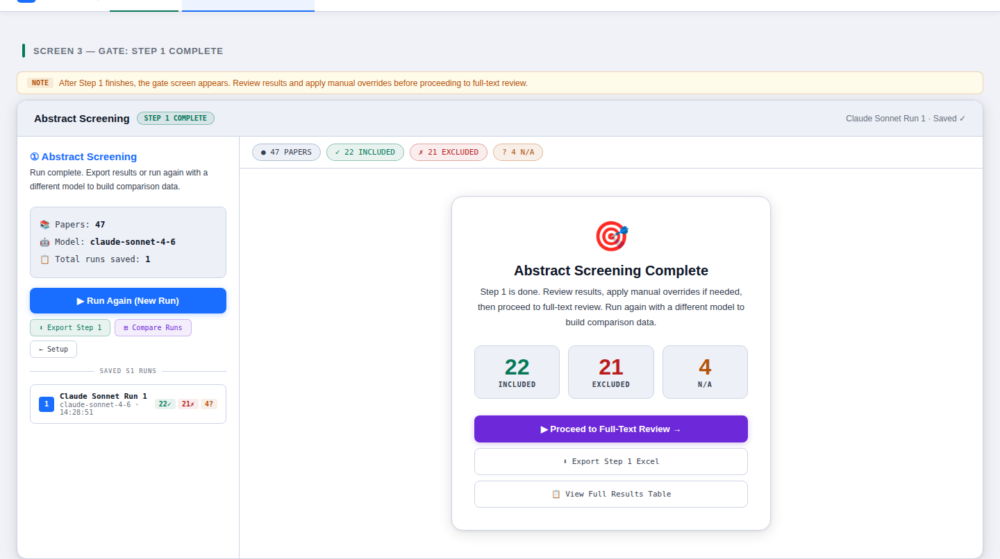 SCREEN 3 — GATE: STEP 1 COMPLETE
NOTE After Step 1 finishes, the gate screen appears. Review results and apply manual overrides before proceeding to full-text review.
Abstract Screening STEP 1 COMPLETE
Claude Sonnet Run 1 · Saved ✓
① Abstract Screening
Run complete. Export results or run again with a
different model to build comparison data.
📚 Papers: 47
🤖 Model: claude-sonnet-4-6
📋 Total runs saved: 1
▶ Run Again (New Run)
⬇ Export Step 1
⊞ Compare Runs
← Setup
SAVED S1 RUNS
1
Claude Sonnet Run 1
claude-sonnet-4-6 ·
14:28:51
22✓ 21✗ 4?
● 47 PAPERS
✓ 22 INCLUDED
✗ 21 EXCLUDED
? 4 N/A
Abstract Screening Complete
Step 1 is done. Review results, apply manual overrides if needed,
then proceed to full-text review. Run again with a different model to
build comparison data.
22
INCLUDED
21
EXCLUDED
4
N/A
▶ Proceed to Full-Text Review →
⬇ Export Step 1 Excel
📋 View Full Results Table